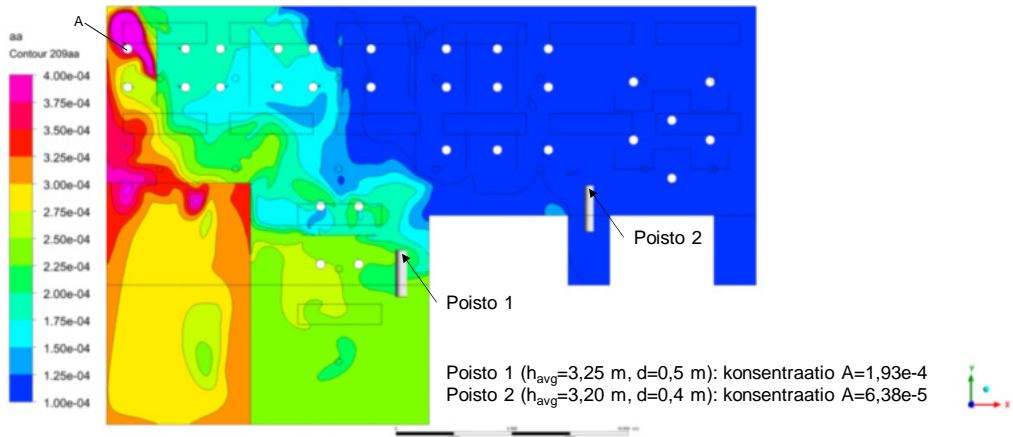 A
aa
Contour 209aa
4.00e-04
3.75e-04
3.50e-04
3.25e-04
3.00e-04
2.75e-04
2.50e-04
2.25e-04
2.00e-04
1.75e-04
1.50e-04
1.25e-04
1.00e-04
Poisto 2
Poisto 1
Poisto 1 (havg=3,25 m, d=0,5 m): konsentraatio A=1,93e-4
Poisto 2 (havg=3,20 m, d=0,4 m): konsentraatio A=6,38e-5
Y
X